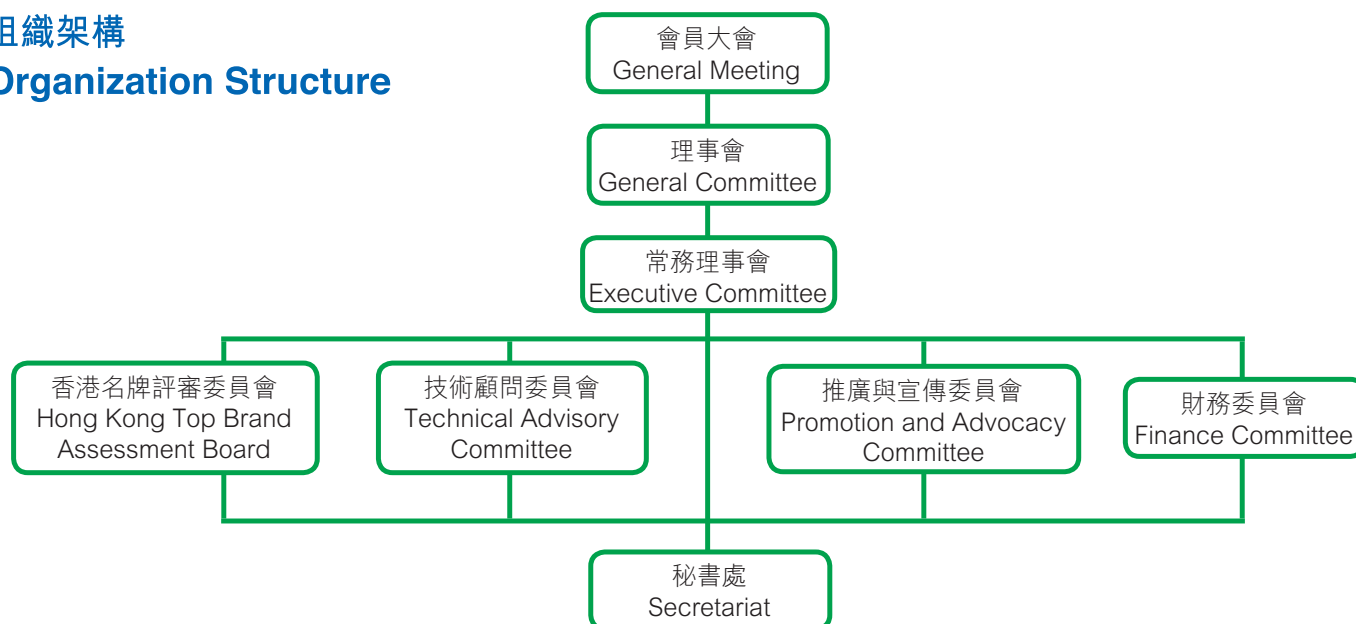 組織架構
Organization Structure
會員大會
General Meeting
理事會
General Committee
常務理事會
Executive Committee
香港名牌評審委員會
Hong Kong Top Brand
Assessment Board
技術顧問委員會
Technical Advisory
Committee
推廣與宣傳委員會
Promotion and Advocacy
Committee
財務委員會
Finance Committee
秘書處
Secretariat